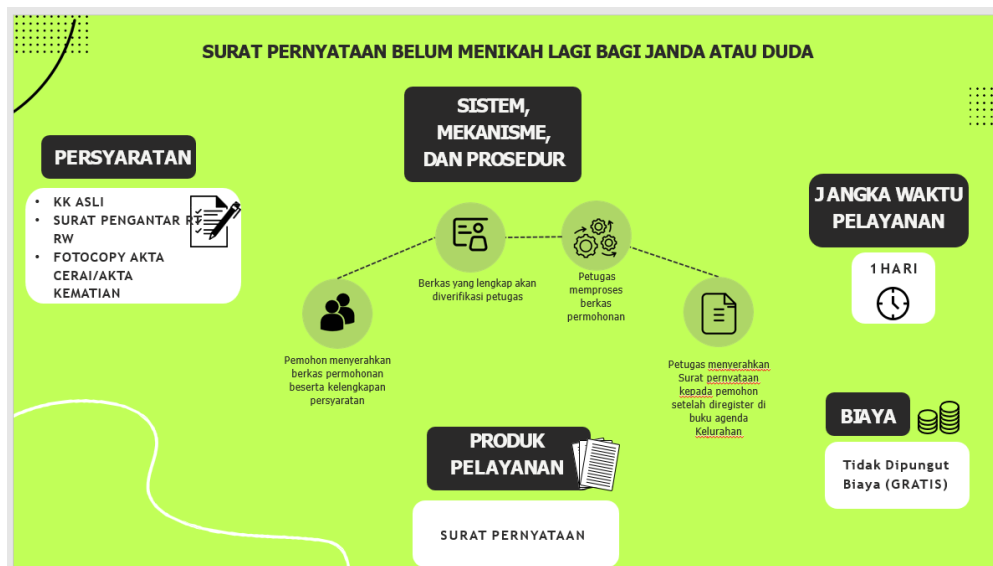 SURAT PERNYATAAN BELUM MENIKAH LAGI BAGI JANDA ATAU DUDA
PERSYARATAN
• KK ASLI
• SURAT PENGANTAR RT
RW
• FOTOCOPY AKTA
CERAI/AKTA
KEMATIAN
SISTEM,
MEKANISME,
DAN PROSEDUR
Pemohon menyerahkan
berkas permohonan
beserta kelengkapan
persyaratan
Berkas yang lengkap akan
diverifikasi petugas
Petugas
memproses
berkas
permohonan
Petugas menyerahkan
Surat pernyataan
kepada pemohon
setelah diregister di
buku agenda
Kelurahan
PRODUK
PELAYANAN
SURAT PERNYATAAN
JANGKA WAKTU
PELAYANAN
1 HARI
BIAYA
Tidak Dipungut
Biaya (GRATIS)